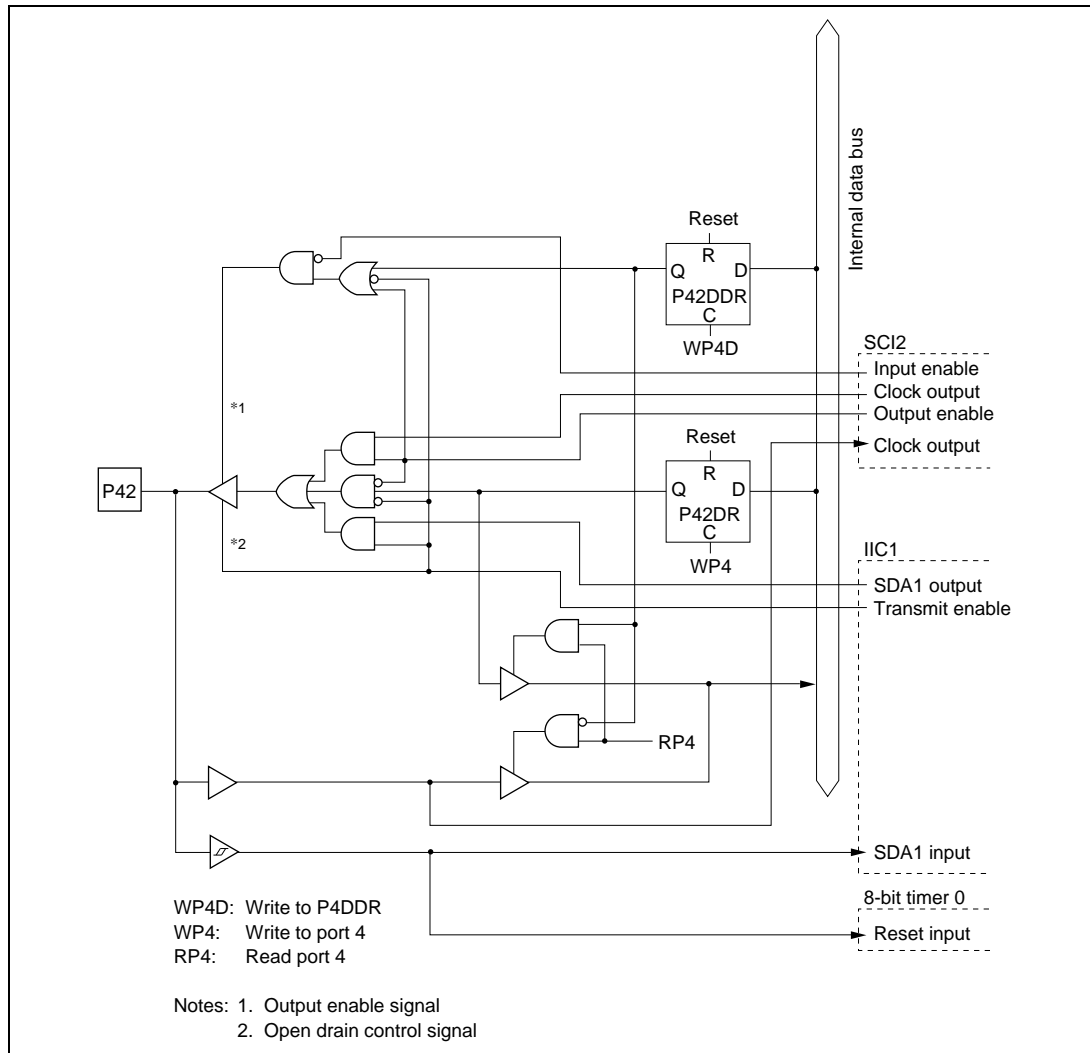 Internal data bus
Reset
R
Q
D
P42DDR
C
WP4D
SCI2
Input enable
Clock output
Output enable
Clock output
*1
Reset
R
Q
D
P42DR
C
WP4
P42
*2
IIC1
SDA1 output
Transmit enable
RP4
SDA1 input
8-bit timer 0
Reset input
WP4D: Write to P4DDR
WP4: Write to port 4
RP4: Read port 4
Notes: 1. Output enable signal
2. Open drain control signal